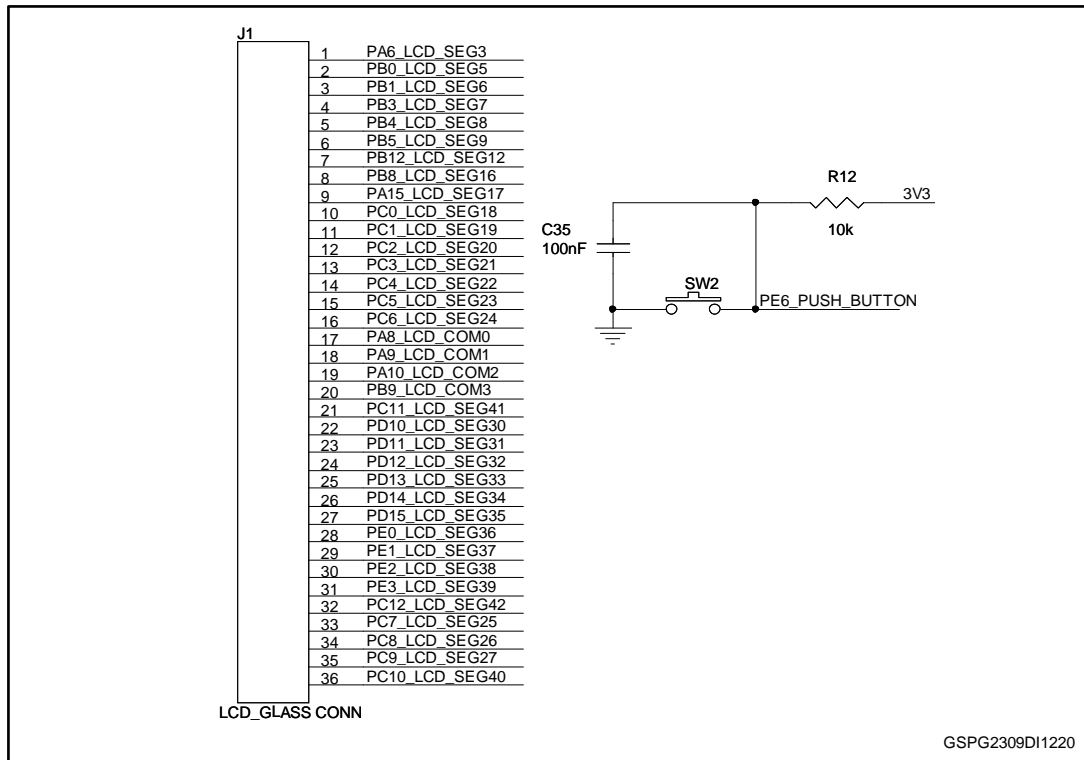 J1
1 PA6_LCD_SEG3
2 PB0_LCD_SEG5
3 PB1_LCD_SEG6
4 PB3_LCD_SEG7
5 PB4_LCD_SEG8
6 PB5_LCD_SEG9
7 PB12_LCD_SEG12
8 PB8_LCD_SEG16
9 PA15_LCD_SEG17
10 PC0_LCD_SEG18
11 PC1_LCD_SEG19
12 PC2_LCD_SEG20
13 PC3_LCD_SEG21
14 PC4_LCD_SEG22
15 PC5_LCD_SEG23
16 PC6_LCD_SEG24
17 PA8_LCD_COM0
18 PA9_LCD_COM1
19 PA10_LCD_COM2
20 PB9_LCD_COM3
21 PC11_LCD_SEG41
22 PD10_LCD_SEG30
23 PD11_LCD_SEG31
24 PD12_LCD_SEG32
25 PD13_LCD_SEG33
26 PD14_LCD_SEG34
27 PD15_LCD_SEG35
28 PE0_LCD_SEG36
29 PE1_LCD_SEG37
30 PE2_LCD_SEG38
31 PE3_LCD_SEG39
32 PC12_LCD_SEG42
33 PC7_LCD_SEG25
34 PC8_LCD_SEG26
35 PC9_LCD_SEG27
36 PC10_LCD_SEG40
LCD_GLASS CONN
R12
3V3
10k
C35
100nF
SW2
PE6_PUSH_BUTTON
GSPG2309DI1220